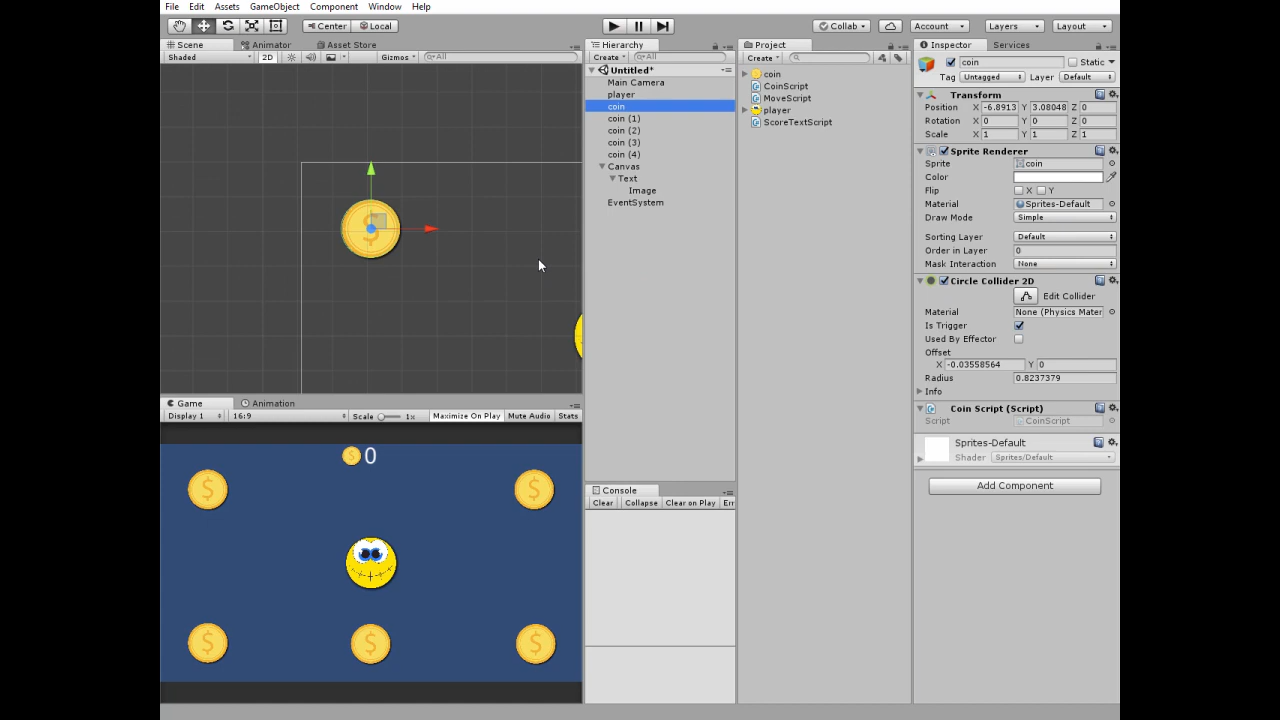 File Edit Assets GameObject Component Window Help
Center Local Collab Account Layers Layout
Scene Animator Asset Store
Shaded 2D Gizmos All
Hierarchy
Create All
Untitled*
Main Camera
player
coin
coin (1)
coin (2)
coin (3)
coin (4)
Canvas
Text
Image
EventSystem
Project
Create
coin
CoinScript
MoveScript
player
ScoreTextScript
Inspector Services
coin Static
Tag Untagged Layer Default
Transform
Position X -6.8913 Y 3.08048 Z 0
Rotation X 0 Y 0 Z 0
Scale X 1 Y 1 Z 1
Sprite Renderer
Sprite coin
Color
Flip X Y
Material Sprites-Default
Draw Mode Simple
Sorting Layer Default
Order in Layer 0
Mask Interaction None
Circle Collider 2D
Edit Collider
Material None (Physics Mater
Is Trigger
Used By Effector
Offset
X -0.03558564 Y 0
Radius 0.8237379
Info
Coin Script (Script)
Script CoinScript
Sprites-Default
Shader Sprites/Default
Add Component
Game Animation
Display 1 16:9 Scale 1x Maximize On Play Mute Audio Stats
$ 0
$ $
$ $ $
$
Console
Clear Collapse Clear on Play Err